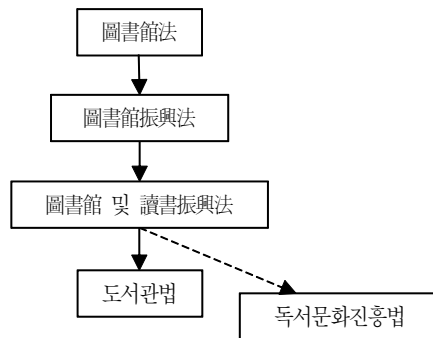 圖書館法
圖書館振興法
圖書館 및 讀書振興法
도서관법
독서문화진흥법